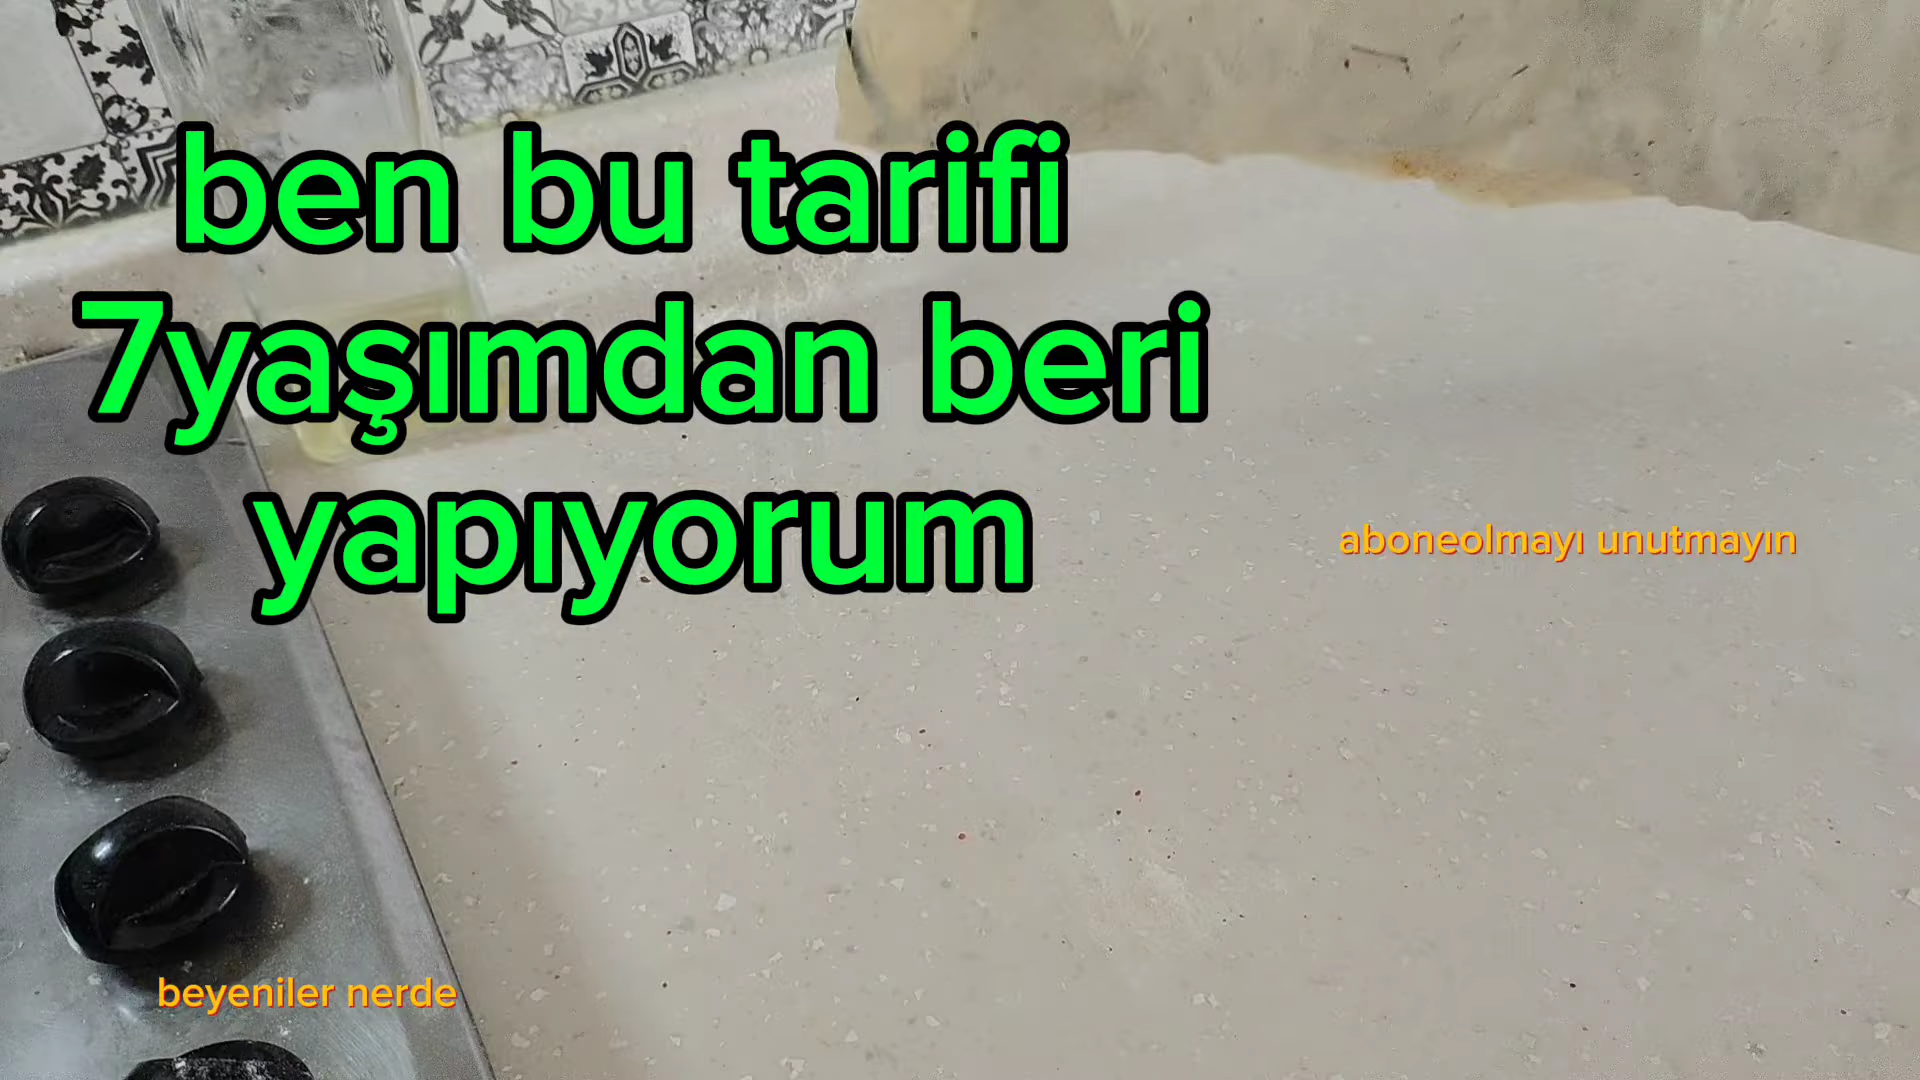 ben bu tarifi
7yaşımdan beri
yapıyorum
aboneolmayı unutmayın
beyeniler nerde